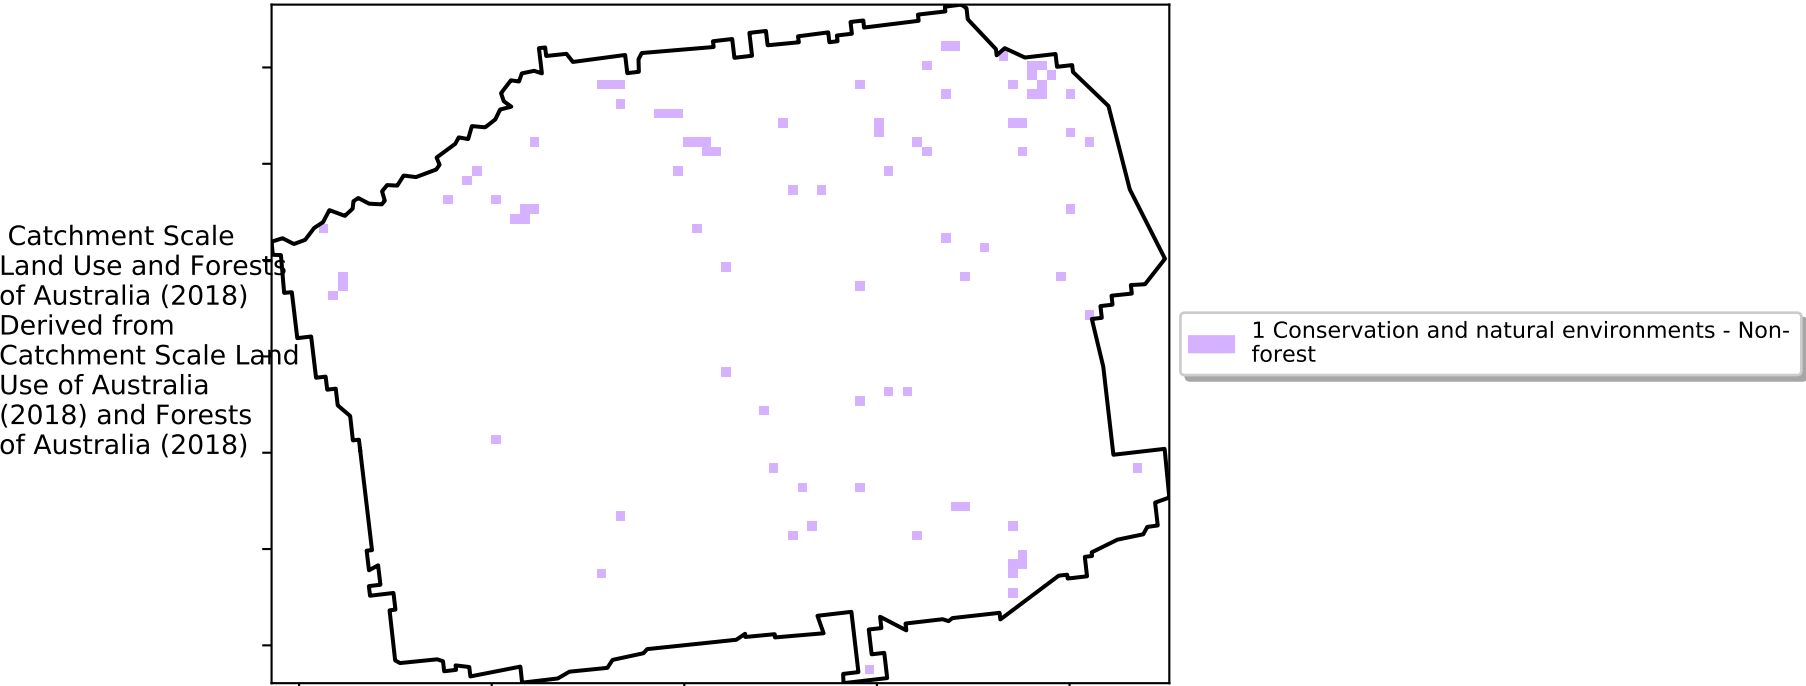 Catchment Scale
Land Use and Forests
of Australia (2018)
Derived from
Catchment Scale Land
Use of Australia
(2018) and Forests
of Australia (2018)
1 Conservation and natural environments - Non-
forest